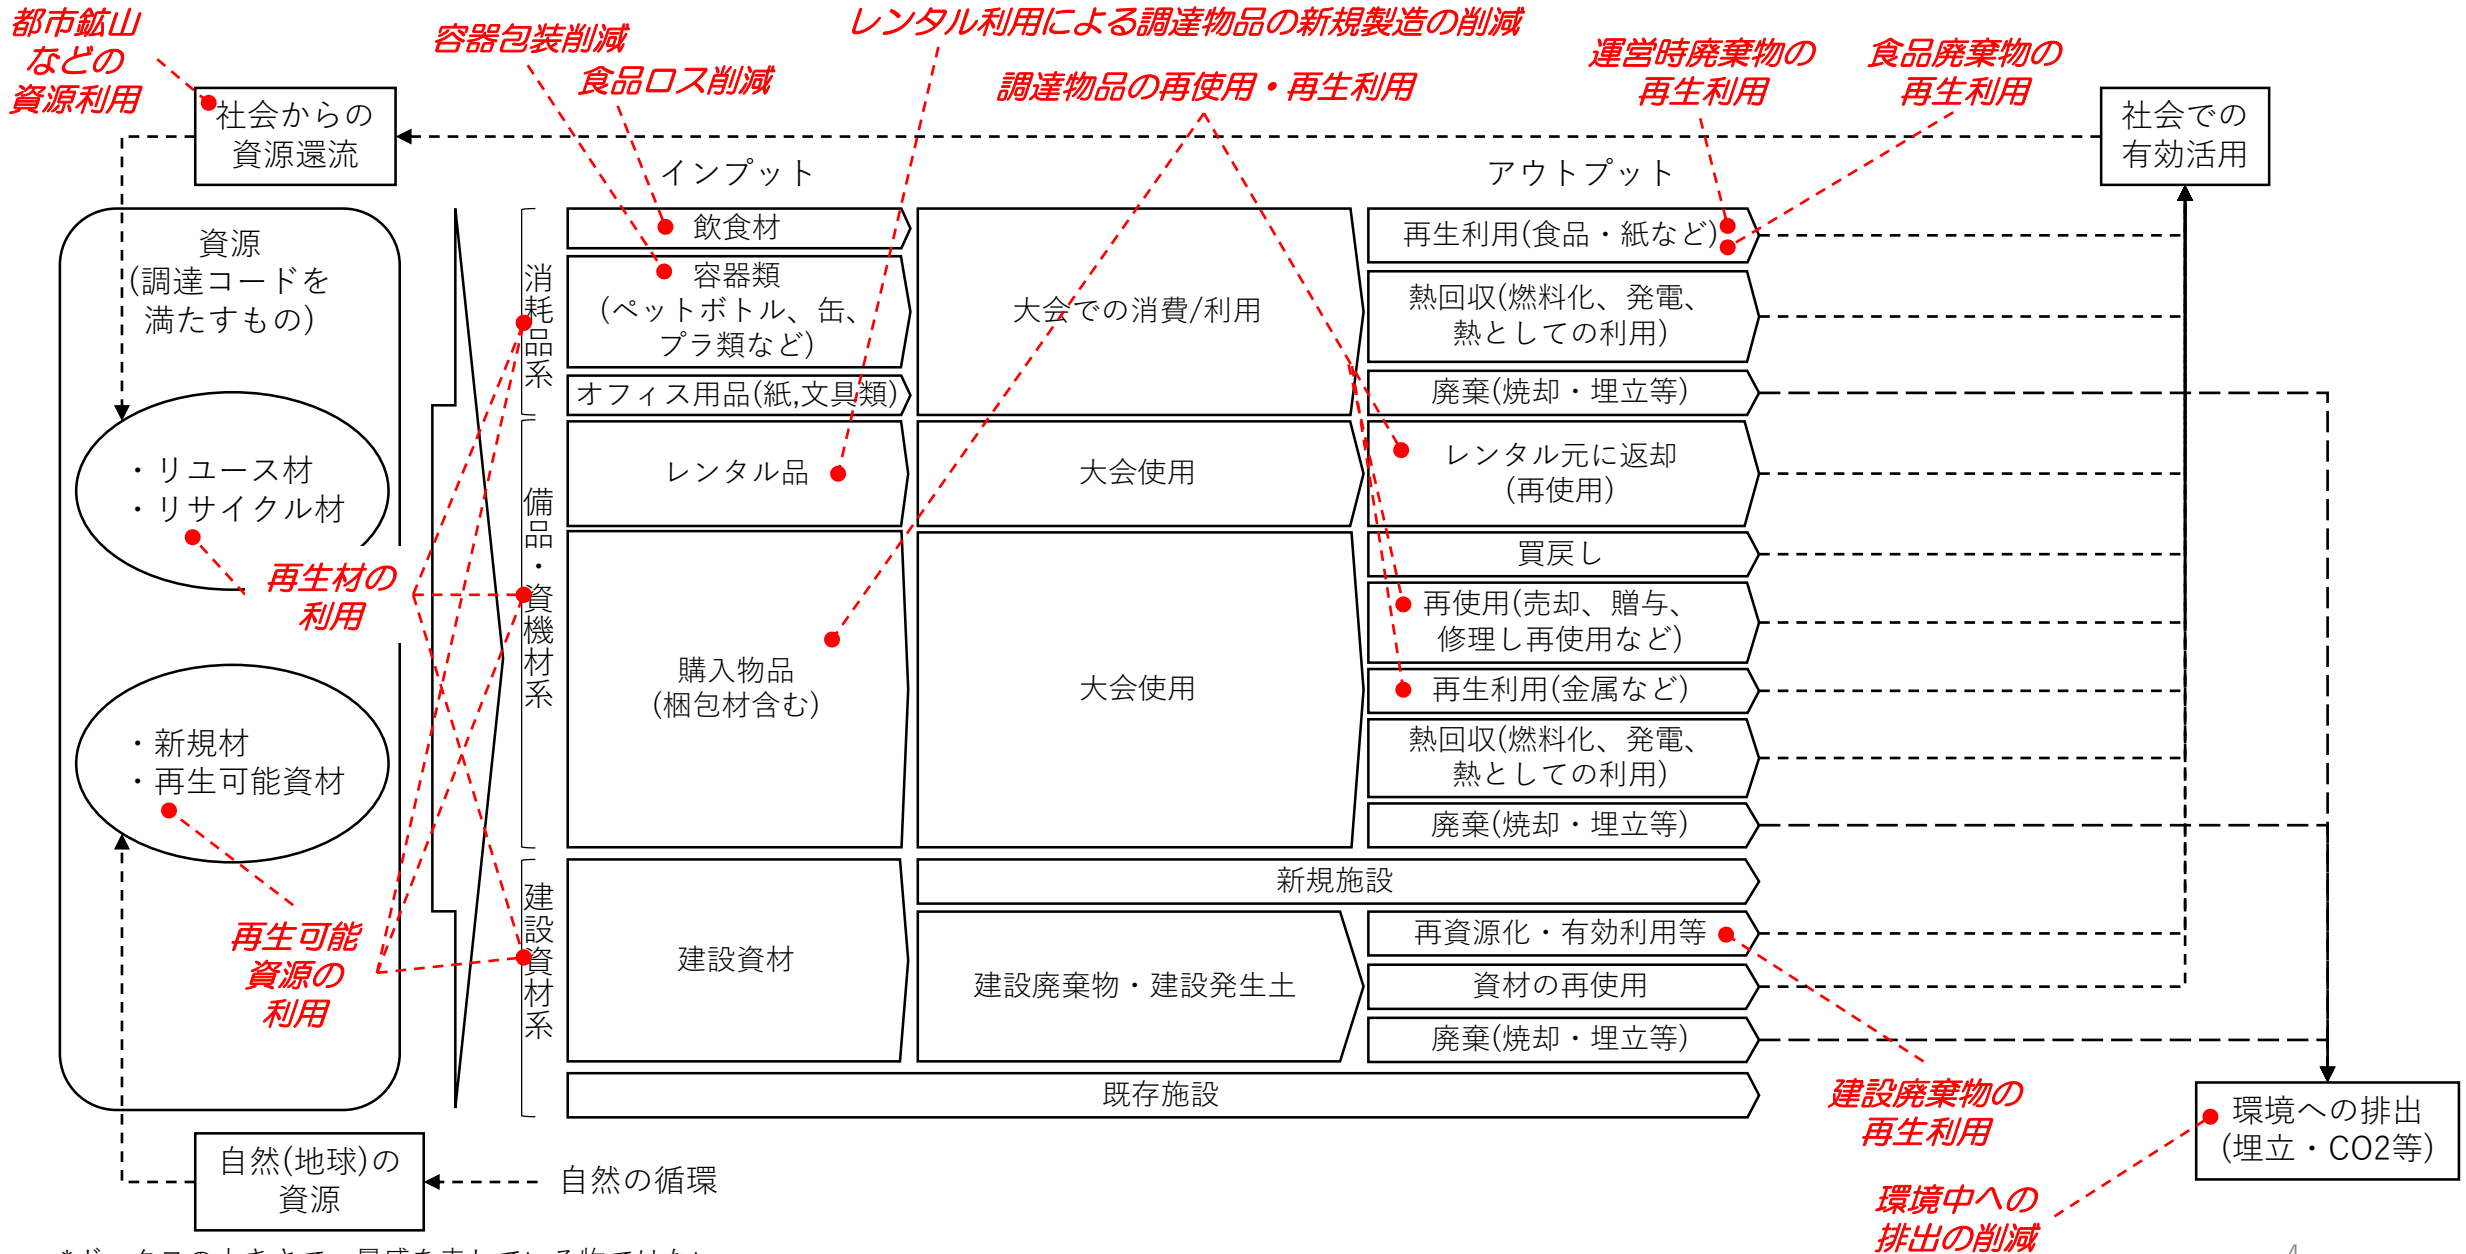 都市鉱山
などの
資源利用
容器包装削減
食品ロス削減
レンタル利用による調達物品の新規製造の削減
調達物品の再使用・再生利用
運営時廃棄物の
再生利用
食品廃棄物の
再生利用
社会からの
資源還流
社会での
有効活用
インプット
アウトプット
資源
(調達コードを
満たすもの)
・リユース材
・リサイクル材
再生材の
利用
・新規材
・再生可能資材
再生可能
資源の
利用
消耗品系
飲食材
容器類
(ペットボトル、缶、
プラ類など)
オフィス用品(紙,文具類)
大会での消費/利用
再生利用(食品・紙など)
熱回収(燃料化、発電、
熱としての利用)
廃棄(焼却・埋立等)
備品・資機材系
レンタル品
大会使用
レンタル元に返却
(再使用)
購入物品
(梱包材含む)
大会使用
買戻し
再使用(売却、贈与、
修理し再使用など)
再生利用(金属など)
熱回収(燃料化、発電、
熱としての利用)
廃棄(焼却・埋立等)
建設資材系
建設資材
新規施設
建設廃棄物・建設発生土
再資源化・有効利用等
資材の再使用
廃棄(焼却・埋立等)
既存施設
建設廃棄物の
再生利用
環境への排出
(埋立・CO2等)
環境中への
排出の削減
自然(地球)の
資源
自然の循環